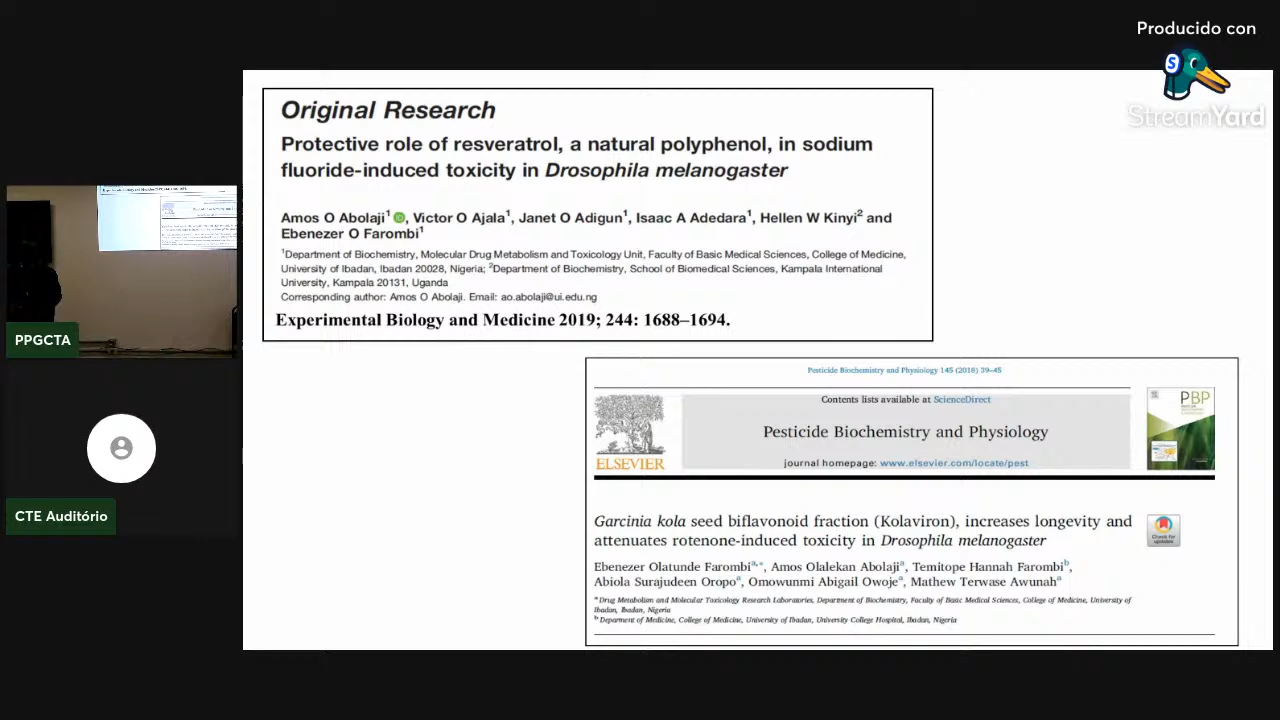 Producido con
S
StreamYard
Original Research
Protective role of resveratrol, a natural polyphenol, in sodium
fluoride-induced toxicity in Drosophila melanogaster
Amos O Abolaji1, Victor O Ajala1, Janet O Adigun1, Isaac A Adedara1, Hellen W Kinyi2 and
Ebenezer O Farombi1
1Department of Biochemistry, Molecular Drug Metabolism and Toxicology Unit, Faculty of Basic Medical Sciences, College of Medicine,
University of Ibadan, Ibadan 20028, Nigeria; 2Department of Biochemistry, School of Biomedical Sciences, Kampala International
University, Kampala 20131, Uganda
Corresponding author: Amos O Abolaji. Email: ao.abolaji@ui.edu.ng
Experimental Biology and Medicine 2019; 244: 1688–1694.
PPGCTA
CTE Auditório
Pesticide Biochemistry and Physiology 145 (2018) 39–45
Contents lists available at ScienceDirect
Pesticide Biochemistry and Physiology
journal homepage: www.elsevier.com/locate/pest
ELSEVIER
PBP
Garcinia kola seed biflavonoid fraction (Kolaviron), increases longevity and
attenuates rotenone-induced toxicity in Drosophila melanogaster
Check for
updates
Ebenezer Olatunde Farombia,*, Amos Olalekan Abolajia, Temitope Hannah Farombib,
Abiola Surajudeen Oropoa, Omowunmi Abigail Owojea, Mathew Terwase Awunaha
a Drug Metabolism and Molecular Toxicology Research Laboratories, Department of Biochemistry, Faculty of Basic Medical Sciences, College of Medicine, University of
Ibadan, Ibadan, Nigeria
b Department of Medicine, College of Medicine, University of Ibadan, University College Hospital, Ibadan, Nigeria